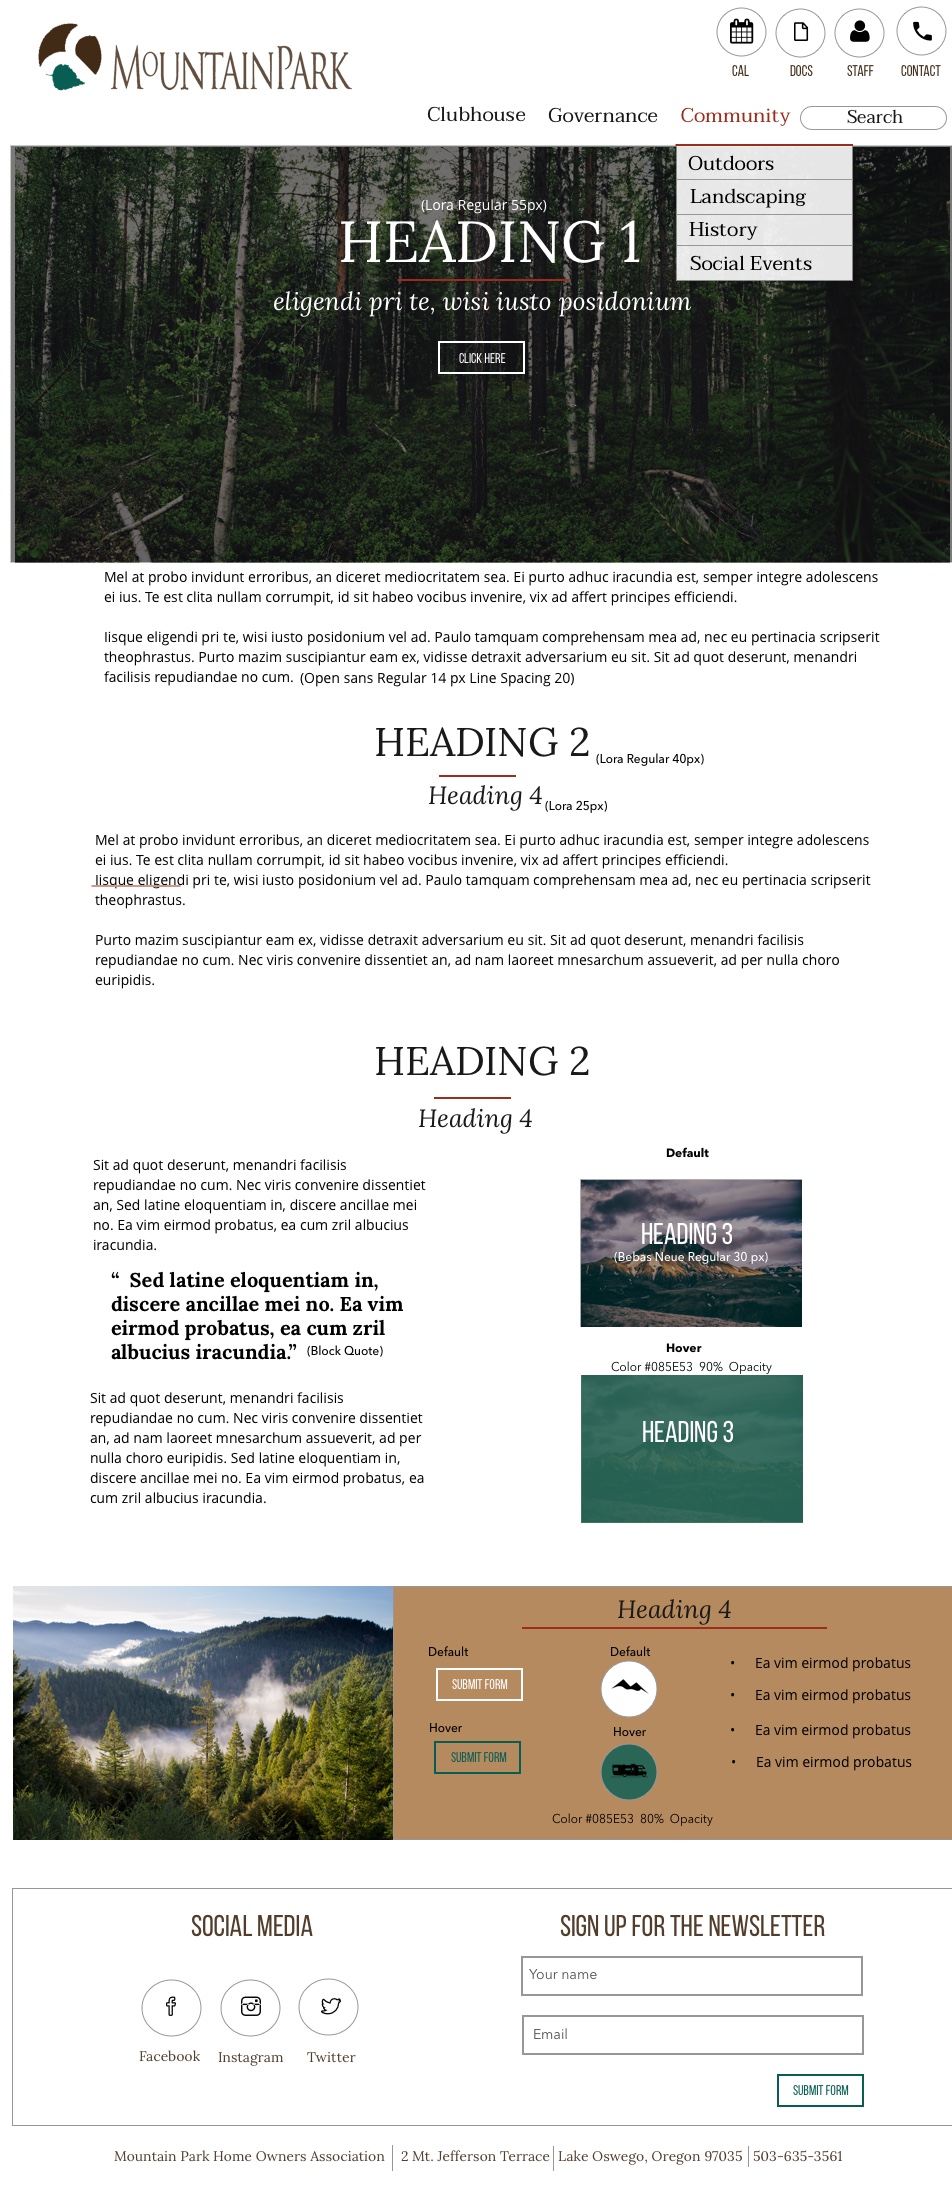 MOUNTAINPARK
CAL
DOCS
STAFF
CONTACT
Clubhouse
Governance
Community
Search
Outdoors
Landscaping
History
Social Events
(Lora Regular 55px)
HEADING 1
eligendi pri te, wisi iusto posidonium
CLICK HERE
Mel at probo invidunt erroribus, an diceret mediocritatem sea. Ei purto adhuc iracundia est, semper integre adolescens
ei ius. Te est clita nullam corrumpit, id sit habeo vocibus invenire, vix ad affert principes efficiendi.
Iisque eligendi pri te, wisi iusto posidonium vel ad. Paulo tamquam comprehensam mea ad, nec eu pertinacia scripserit
theophrastus. Purto mazim suscipiantur eam ex, vidisse detraxit adversarium eu sit. Sit ad quot deserunt, menandri
facilisis repudiandae no cum. (Open sans Regular 14 px Line Spacing 20)
HEADING 2 (Lora Regular 40px)
Heading 4 (Lora 25px)
Mel at probo invidunt erroribus, an diceret mediocritatem sea. Ei purto adhuc iracundia est, semper integre adolescens
ei ius. Te est clita nullam corrumpit, id sit habeo vocibus invenire, vix ad affert principes efficiendi.
Iisque eligendi pri te, wisi iusto posidonium vel ad. Paulo tamquam comprehensam mea ad, nec eu pertinacia scripserit
theophrastus.
Purto mazim suscipiantur eam ex, vidisse detraxit adversarium eu sit. Sit ad quot deserunt, menandri facilisis
repudiandae no cum. Nec viris convenire dissentiet an, ad nam laoreet mnesarchum assueverit, ad per nulla choro
euripidis.
HEADING 2
Heading 4
Sit ad quot deserunt, menandri facilisis
repudiandae no cum. Nec viris convenire dissentiet
an, Sed latine eloquentiam in, discere ancillae mei
no. Ea vim eirmod probatus, ea cum zril albucius
iracundia.
“ Sed latine eloquentiam in,
discere ancillae mei no. Ea vim
eirmod probatus, ea cum zril
albucius iracundia.” (Block Quote)
Sit ad quot deserunt, menandri facilisis
repudiandae no cum. Nec viris convenire dissentiet
an, ad nam laoreet mnesarchum assueverit, ad per
nulla choro euripidis. Sed latine eloquentiam in,
discere ancillae mei no. Ea vim eirmod probatus, ea
cum zril albucius iracundia.
Default
HEADING 3
(Bebas Neue Regular 30 px)
Hover
Color #085E53 90% Opacity
HEADING 3
Heading 4
Default
SUBMIT FORM
Hover
SUBMIT FORM
Default
Hover
Color #085E53 80% Opacity
• Ea vim eirmod probatus
• Ea vim eirmod probatus
• Ea vim eirmod probatus
• Ea vim eirmod probatus
SOCIAL MEDIA
Facebook
Instagram
Twitter
SIGN UP FOR THE NEWSLETTER
Your name
Email
SUBMIT FORM
Mountain Park Home Owners Association | 2 Mt. Jefferson Terrace | Lake Oswego, Oregon 97035 | 503-635-3561